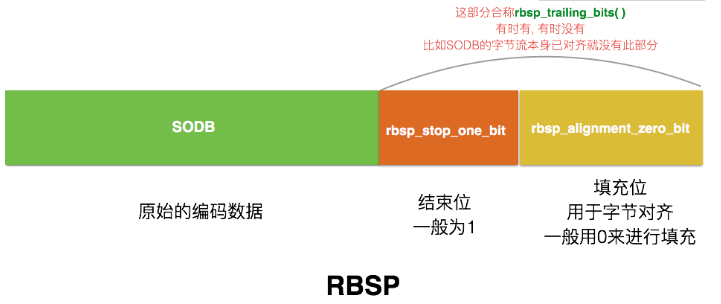 这部分合称rbsp_trailing_bits( )
有时有, 有时没有
比如SODB的字节流本身已对齐就没有此部分
SODB
rbsp_stop_one_bit
rbsp_alignment_zero_bit
原始的编码数据
结束位
一般为1
填充位
用于字节对齐
一般用0来进行填充
RBSP